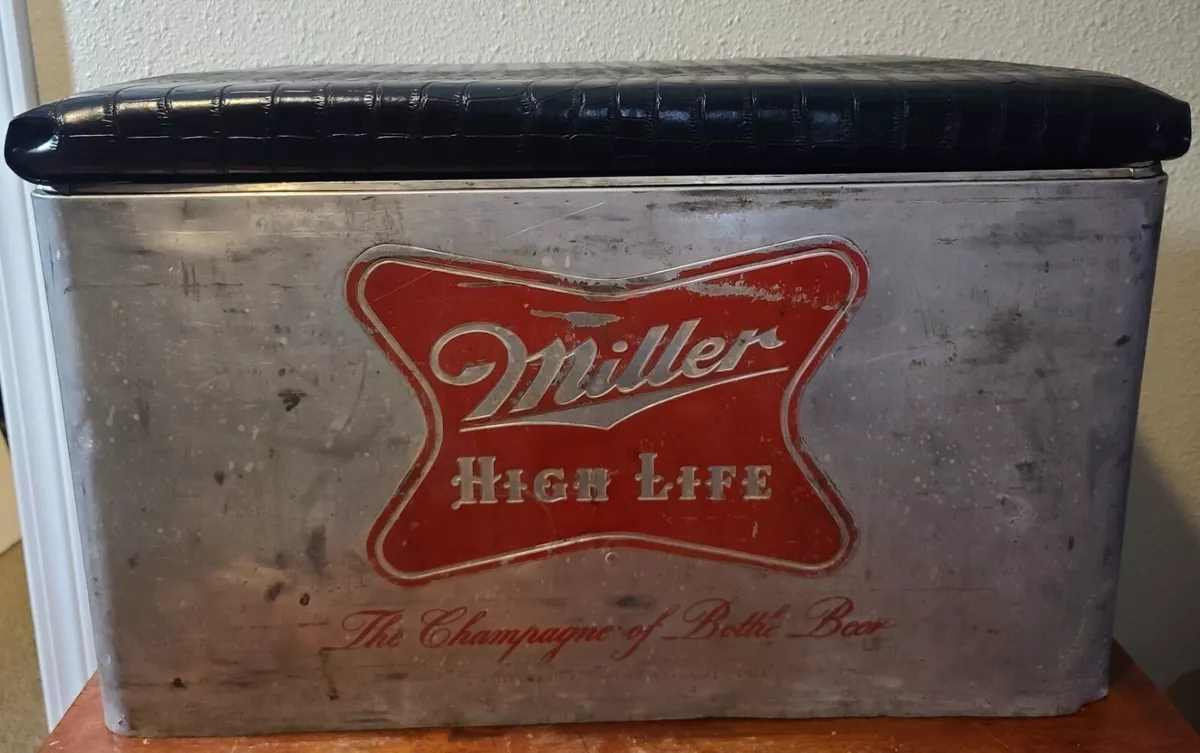 Miller
HIGH LIFE
The Champagne of Bottle Beer